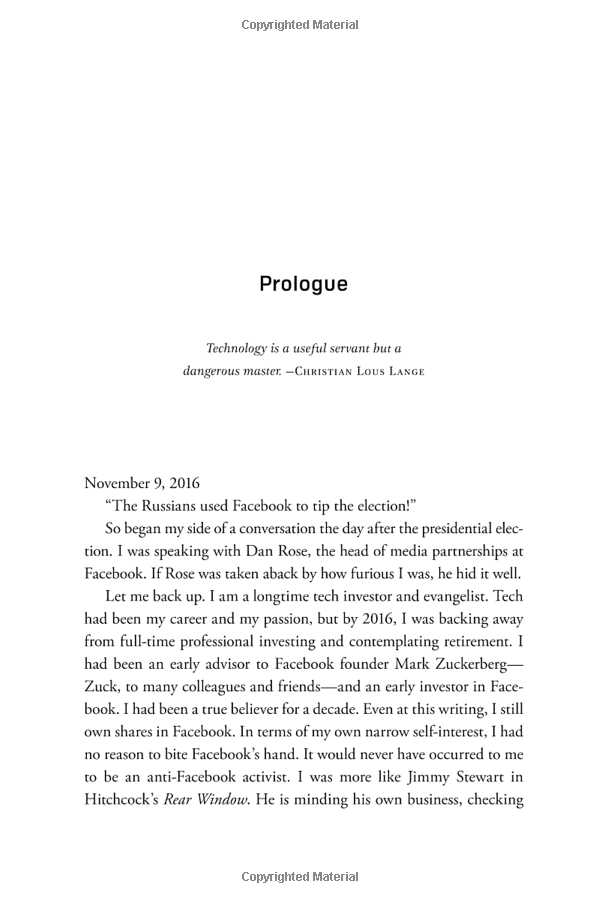 Copyrighted Material
Prologue
Technology is a useful servant but a
dangerous master. —Christian Lous Lange
November 9, 2016
“The Russians used Facebook to tip the election!”
So began my side of a conversation the day after the presidential elec-
tion. I was speaking with Dan Rose, the head of media partnerships at
Facebook. If Rose was taken aback by how furious I was, he hid it well.
Let me back up. I am a longtime tech investor and evangelist. Tech
had been my career and my passion, but by 2016, I was backing away
from full-time professional investing and contemplating retirement. I
had been an early advisor to Facebook founder Mark Zuckerberg—
Zuck, to many colleagues and friends—and an early investor in Face-
book. I had been a true believer for a decade. Even at this writing, I still
own shares in Facebook. In terms of my own narrow self-interest, I had
no reason to bite Facebook’s hand. It would never have occurred to me
to be an anti-Facebook activist. I was more like Jimmy Stewart in
Hitchcock’s Rear Window. He is minding his own business, checking
Copyrighted Material